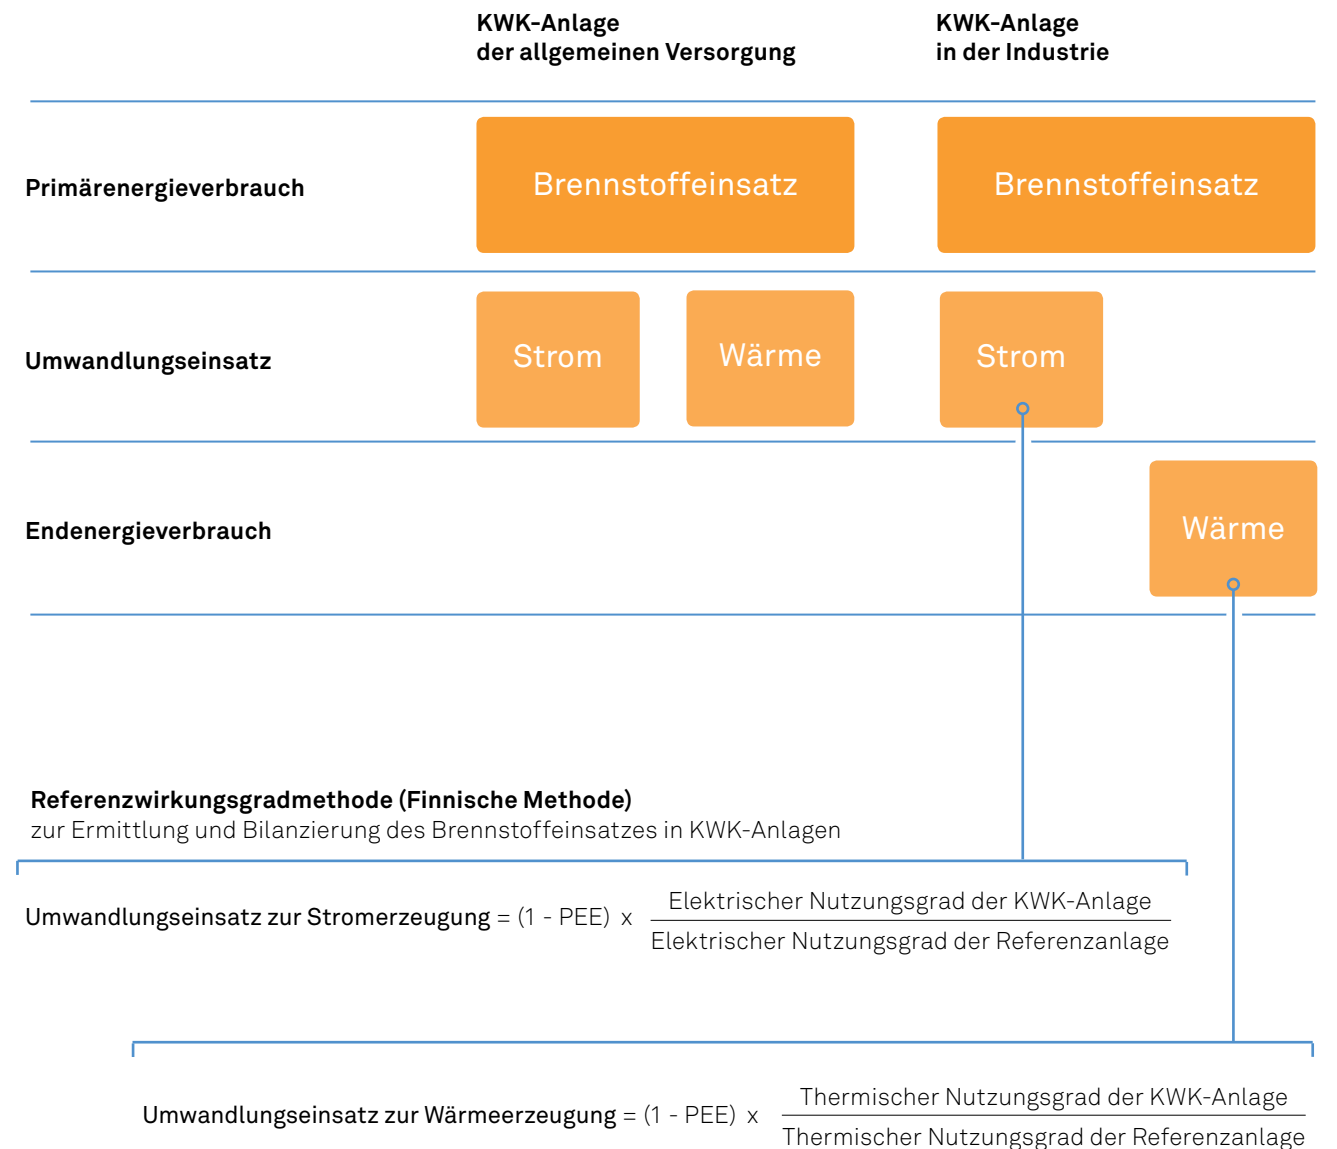 KWK-Anlage
der allgemeinen Versorgung
KWK-Anlage
in der Industrie
Primärenergieverbrauch
Brennstoffeinsatz
Brennstoffeinsatz
Umwandlungseinsatz
Strom
Wärme
Strom
Endenergieverbrauch
Wärme
Referenzwirkungsgradmethode (Finnische Methode)
zur Ermittlung und Bilanzierung des Brennstoffeinsatzes in KWK-Anlagen
Umwandlungseinsatz zur Stromerzeugung = (1 - PEE) x
Elektrischer Nutzungsgrad der KWK-Anlage
Elektrischer Nutzungsgrad der Referenzanlage
Umwandlungseinsatz zur Wärmeerzeugung = (1 - PEE) x
Thermischer Nutzungsgrad der KWK-Anlage
Thermischer Nutzungsgrad der Referenzanlage